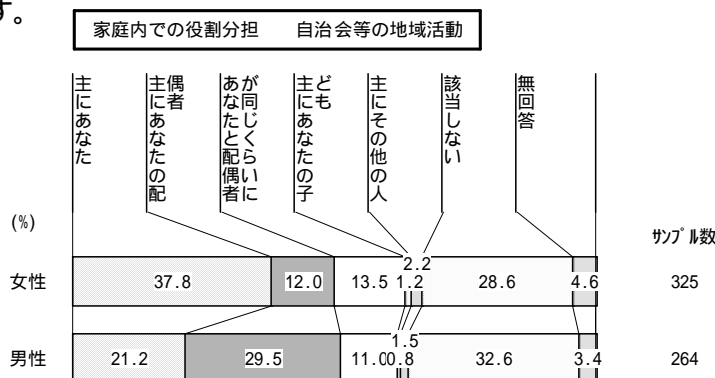 す。
家庭内での役割分担　　自治会等の地域活動
主にあなた
主にあなたの配
偶者
あなたと配偶者
が同じくらいに
主にあなたの子
ども
主にその他の人
該当しない
無回答
(%)
サンプル数
女性 37.8 12.0 13.5 1.2 2.2 28.6 4.6 325
男性 21.2 29.5 11.0 0.8 1.5 32.6 3.4 264